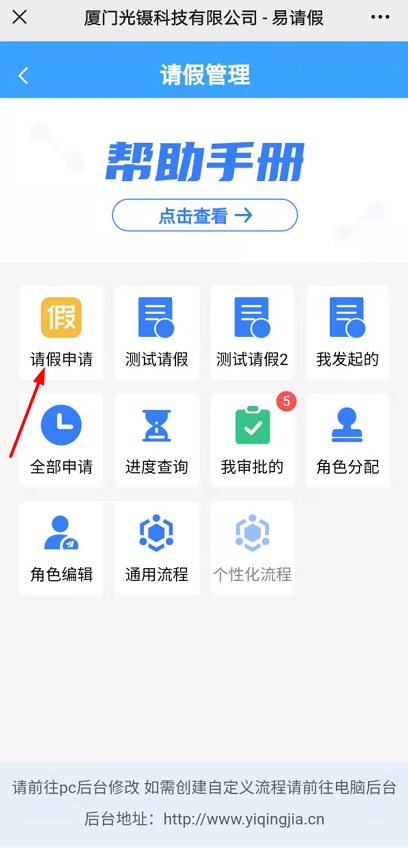 厦门光镊科技有限公司 - 易请假
请假管理
帮助手册
点击查看 →
假
请假申请 测试请假 测试请假2 我发起的
5
全部申请 进度查询 我审批的 角色分配
角色编辑 通用流程 个性化流程
请前往pc后台修改 如需创建自定义流程请前往电脑后台
后台地址：http://www.yiqingjia.cn